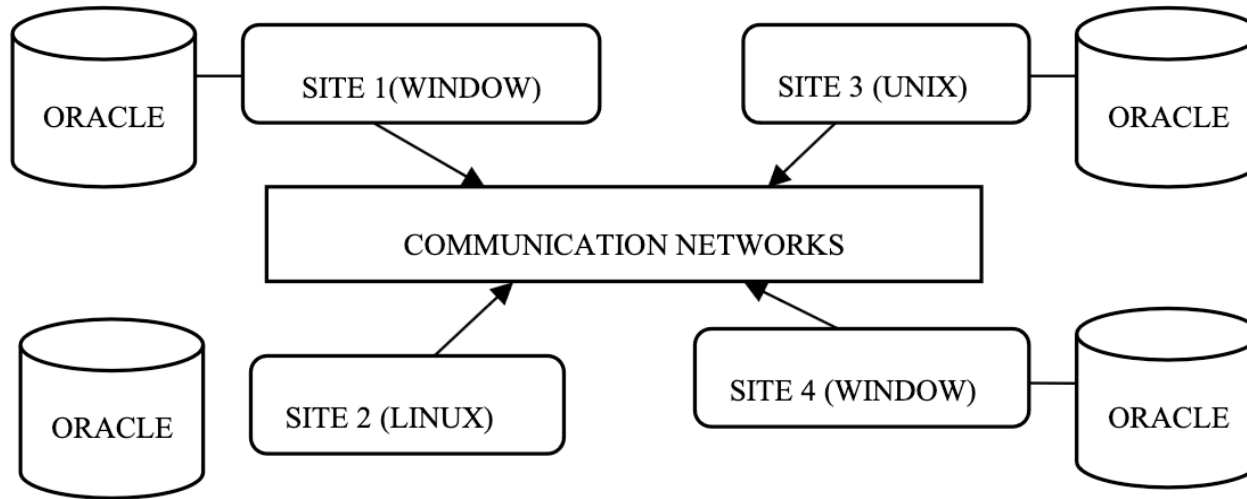 ORACLE
SITE 1(WINDOW)
SITE 3 (UNIX)
ORACLE
COMMUNICATION NETWORKS
ORACLE
SITE 2 (LINUX)
SITE 4 (WINDOW)
ORACLE